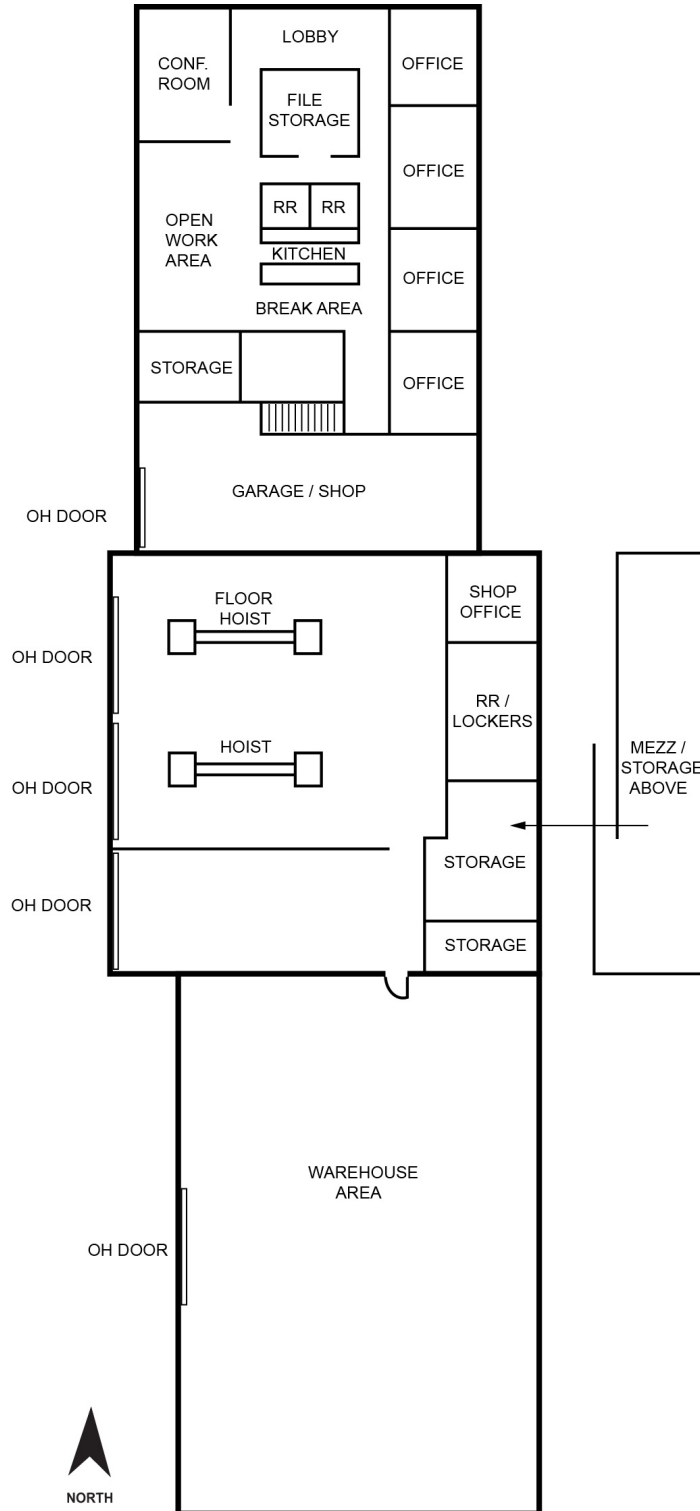 LOBBY
CONF.
ROOM
OFFICE
FILE
STORAGE
OFFICE
RR
RR
OPEN
WORK
AREA
KITCHEN
OFFICE
BREAK AREA
STORAGE
OFFICE
GARAGE / SHOP
OH DOOR
FLOOR
HOIST
SHOP
OFFICE
OH DOOR
RR /
LOCKERS
HOIST
MEZZ /
STORAGE
ABOVE
OH DOOR
STORAGE
OH DOOR
STORAGE
WAREHOUSE
AREA
OH DOOR
NORTH